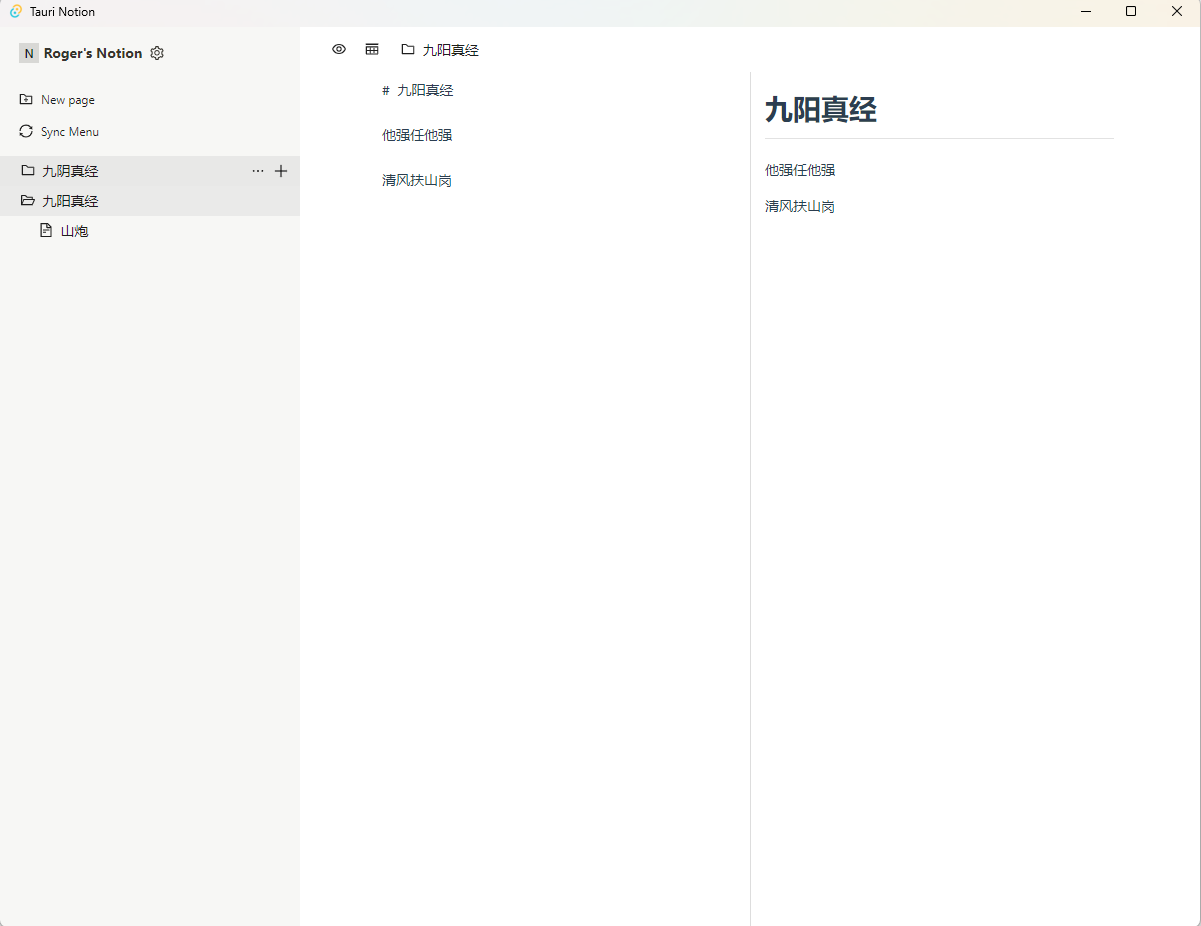 Tauri Notion
N Roger's Notion
New page
Sync Menu
九阴真经
九阳真经
山炮
九阳真经
# 九阳真经
他强任他强
清风扶山岗
九阳真经
他强任他强
清风扶山岗